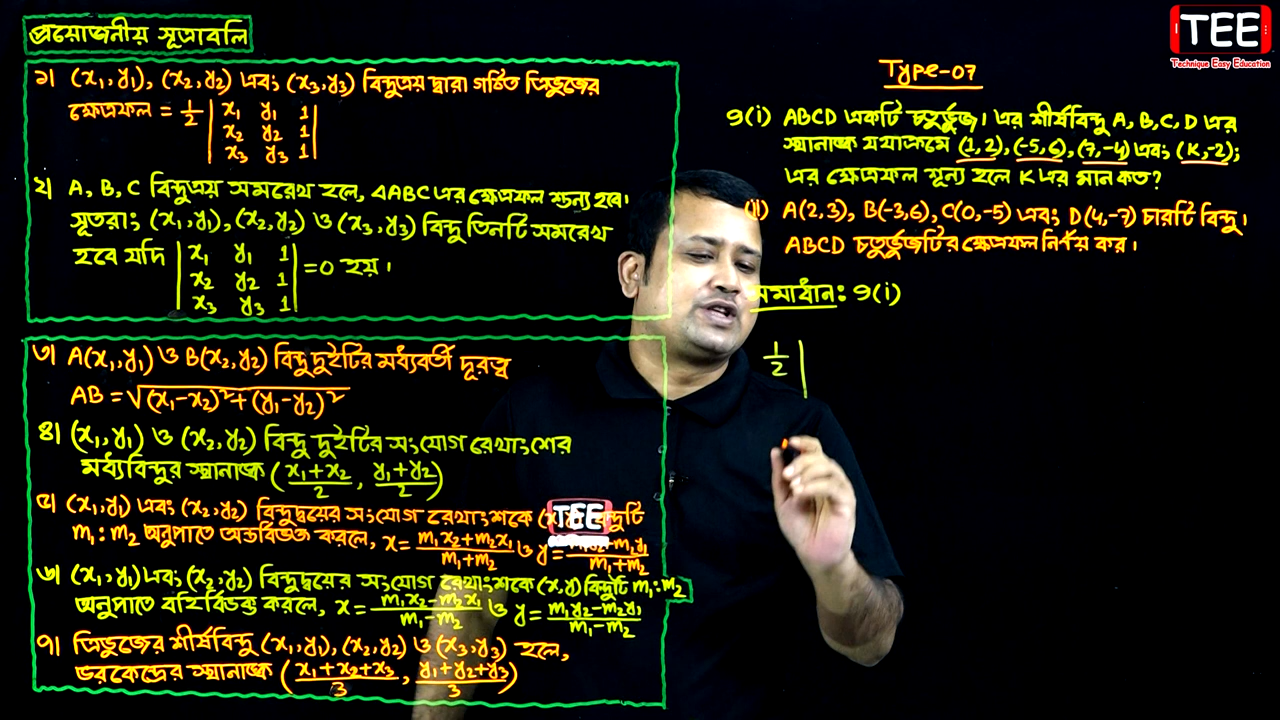 প্রয়োজনীয় সূত্রাবলি
১। (x₁,y₁), (x₂,y₂) এবং (x₃,y₃) বিন্দুত্রয় দ্বারা গঠিত ত্রিভুজের
ক্ষেত্রফল = 1/2 | x₁ y₁ 1 |
x₂ y₂ 1
x₃ y₃ 1
২। A, B, C বিন্দুত্রয় সমরেখ হলে, ΔABC এর ক্ষেত্রফল শূন্য হবে।
সুতরাং (x₁,y₁), (x₂,y₂) ও (x₃,y₃) বিন্দু তিনটি সমরেখ
হবে যদি | x₁ y₁ 1 | = 0 হয়।
x₂ y₂ 1
x₃ y₃ 1
৩। A(x₁,y₁) ও B(x₂,y₂) বিন্দু দুইটির মধ্যবর্তী দূরত্ব
AB = √(x₁-x₂)²+(y₁-y₂)²
৪। (x₁,y₁) ও (x₂,y₂) বিন্দু দুইটির সংযোগ রেখাংশের
মধ্যবিন্দুর স্থানাঙ্ক (x₁+x₂/2, y₁+y₂/2)
৫। (x₁,y₁) এবং (x₂,y₂) বিন্দুদ্বয়ের সংযোগ রেখাংশকে
m₁:m₂ অনুপাতে অন্তর্বিভক্ত করলে, x = m₁x₂+m₂x₁/m₁+m₂ ও y = /m₁+m₂
৬। (x₁,y₁) এবং (x₂,y₂) বিন্দুদ্বয়ের সংযোগ রেখাংশকে (x,y) বিন্দুটি m₁:m₂
অনুপাতে বহির্বিভক্ত করলে, x = m₁x₂-m₂x₁/m₁-m₂ ও y = m₁y₂-m₂y₁/m₁-m₂
৭। ত্রিভুজের শীর্ষবিন্দু (x₁,y₁), (x₂,y₂) ও (x₃,y₃) হলে,
ভরকেন্দ্রের স্থানাঙ্ক (x₁+x₂+x₃/3, y₁+y₂+y₃/3)
TEE
TEE
Technique Easy Education
Type-07
9(i) ABCD একটি চতুর্ভুজ। এর শীর্ষবিন্দু A, B, C, D এর
স্থানাঙ্ক যথাক্রমে (1,2), (-5,6), (7,-4) এবং (K,-2);
এর ক্ষেত্রফল শূন্য হলে K এর মান কত?
(ii) A(2,3), B(-3,6), C(0,-5) এবং D(4,-7) চারটি বিন্দু।
ABCD চতুর্ভুজটির ক্ষেত্রফল নির্ণয় কর।
সমাধান: 9(i)
1/2 |